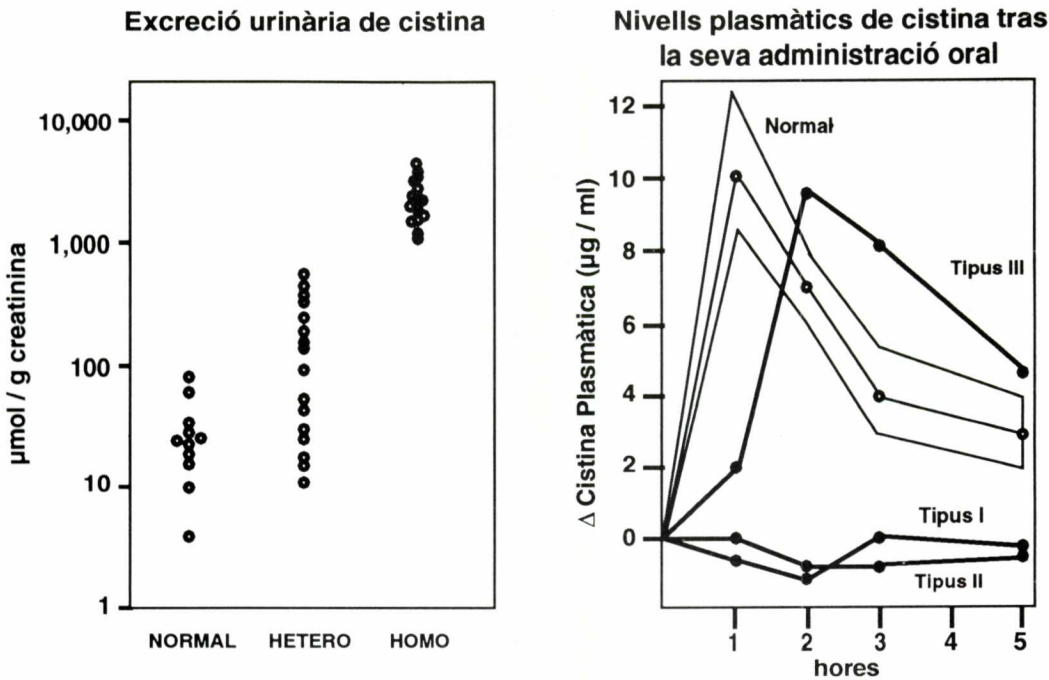 Excreció urinària de cistina
10,000
1,000
100
10
1
µmol / g creatinina
NORMAL HETERO HOMO
Nivells plasmàtics de cistina tras
la seva administració oral
12
10
8
6
4
2
0
Δ Cistina Plasmàtica (µg / ml)
Normal
Tipus III
Tipus I
Tipus II
1 2 3 4 5
hores